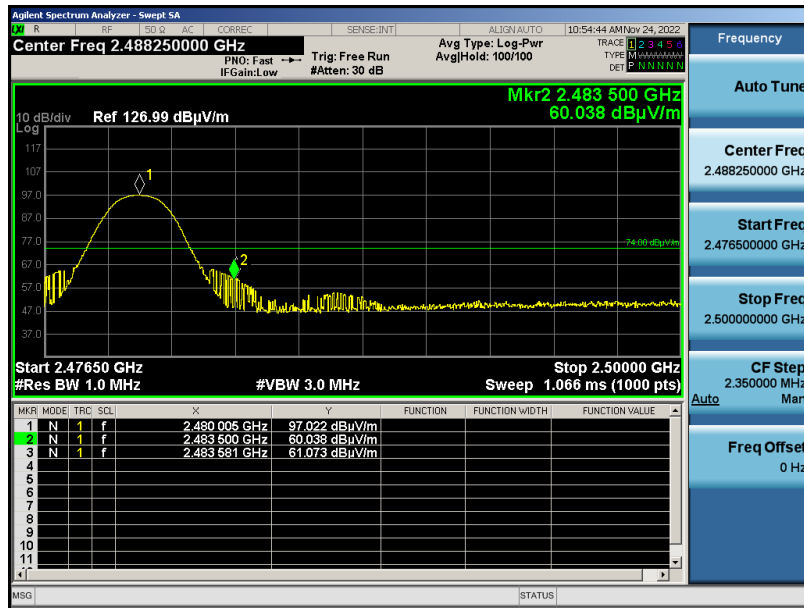 Agilent Spectrum Analyzer - Swept SA
LXI R RF 50 Ω AC CORREC SENSE:INT ALIGN AUTO 10:54:44 AM Nov 24, 2022
Center Freq 2.488250000 GHz
PNO: Fast
IFGain:Low
Trig: Free Run
#Atten: 30 dB
Avg Type: Log-Pwr
Avg|Hold: 100/100
TRACE 1 2 3 4 5 6
TYPE M
DET P N N N N N
Mkr2 2.483 500 GHz
60.038 dBµV/m
10 dB/div Ref 126.99 dBµV/m
Log
117
107
97.0
87.0
77.0
67.0
57.0
47.0
37.0
1
2
74.00 dBµV/m
Start 2.47650 GHz Stop 2.50000 GHz
#Res BW 1.0 MHz #VBW 3.0 MHz Sweep 1.066 ms (1000 pts)
MKR MODE TRC SCL X Y FUNCTION FUNCTION WIDTH FUNCTION VALUE
1 N 1 f 2.480 005 GHz 97.022 dBµV/m
2 N 1 f 2.483 500 GHz 60.038 dBµV/m
3 N 1 f 2.483 581 GHz 61.073 dBµV/m
4
5
6
7
8
9
10
11
MSG STATUS
Frequency
Auto Tune
Center Freq
2.488250000 GHz
Start Freq
2.476500000 GHz
Stop Freq
2.500000000 GHz
CF Step
2.350000 MHz
Auto Man
Freq Offset
0 Hz